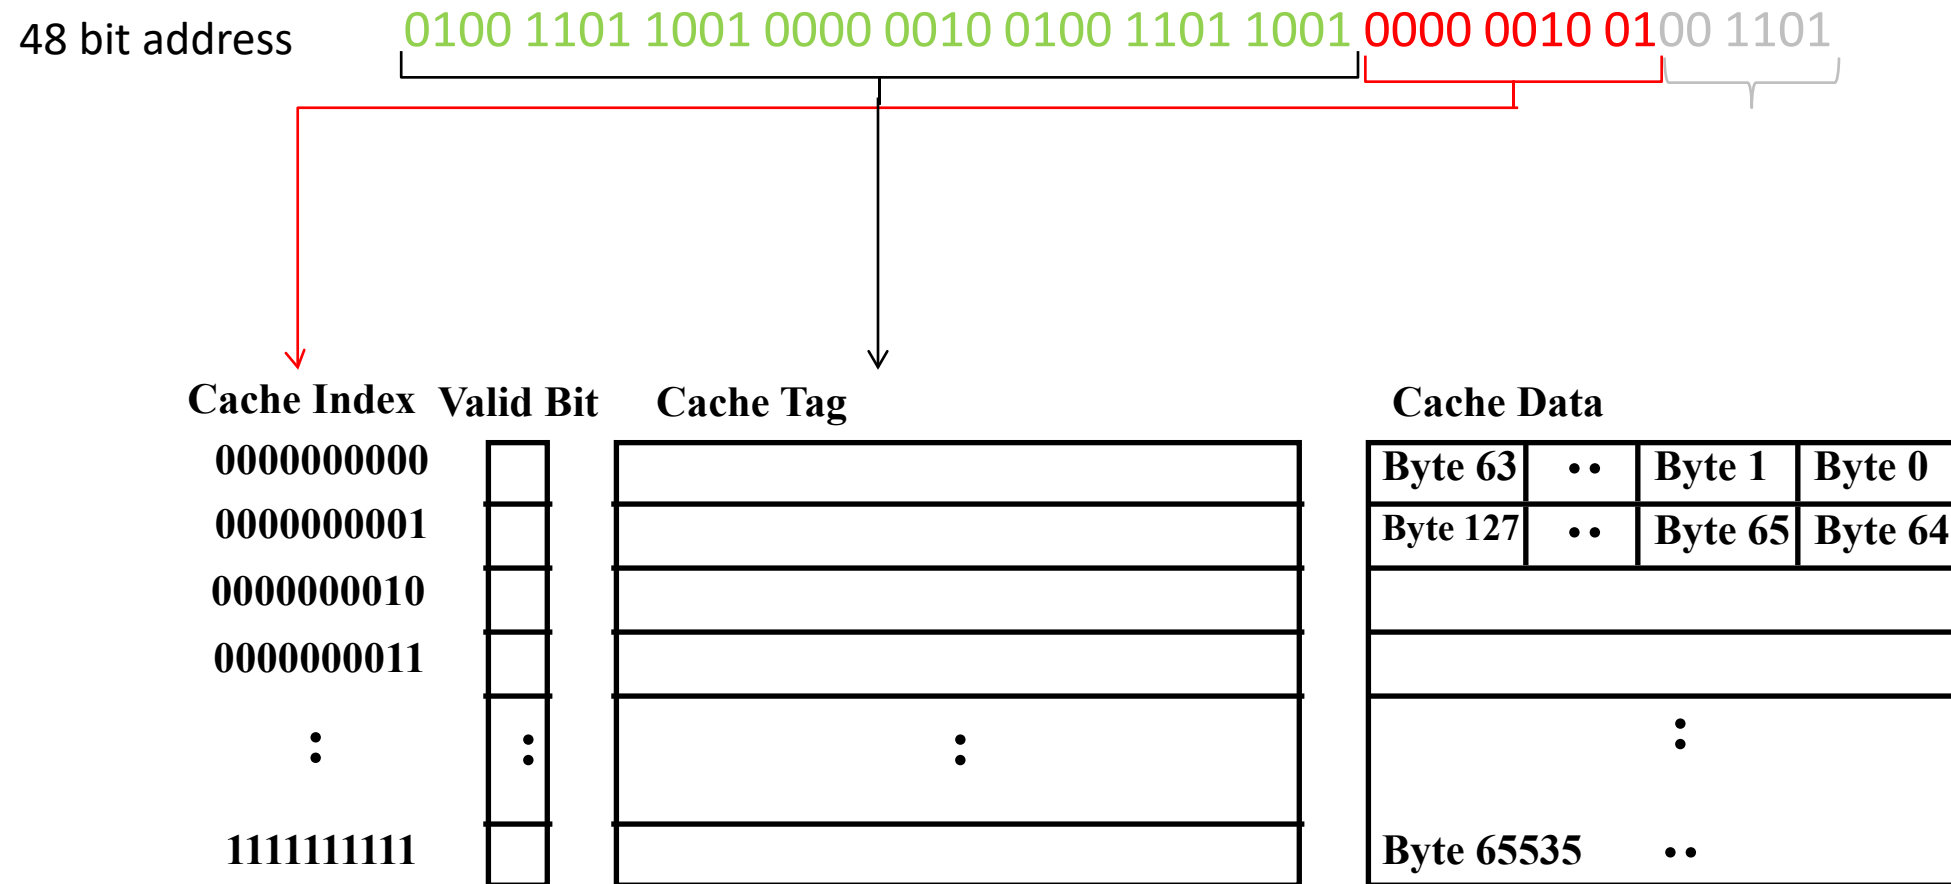 48 bit address 0100 1101 1001 0000 0010 0100 1101 1001 0000 0010 0100 1101
Cache Index Valid Bit Cache Tag Cache Data
0000000000 Byte 63 •• Byte 1 Byte 0
0000000001 Byte 127 •• Byte 65 Byte 64
0000000010
0000000011
: : : :
1111111111 Byte 65535 ••